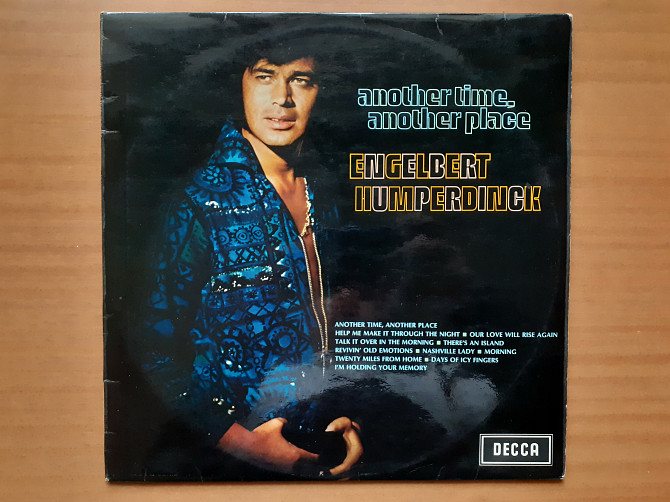 another time,
another place
ENGELBERT
HUMPERDINCK
ANOTHER TIME, ANOTHER PLACE
HELP ME MAKE IT THROUGH THE NIGHT ■ OUR LOVE WILL RISE AGAIN
TALK IT OVER IN THE MORNING ■ THERE'S AN ISLAND
REVIVIN' OLD EMOTIONS ■ NASHVILLE LADY ■ MORNING
TWENTY MILES FROM HOME ■ DAYS OF ICY FINGERS
I'M HOLDING YOUR MEMORY
DECCA